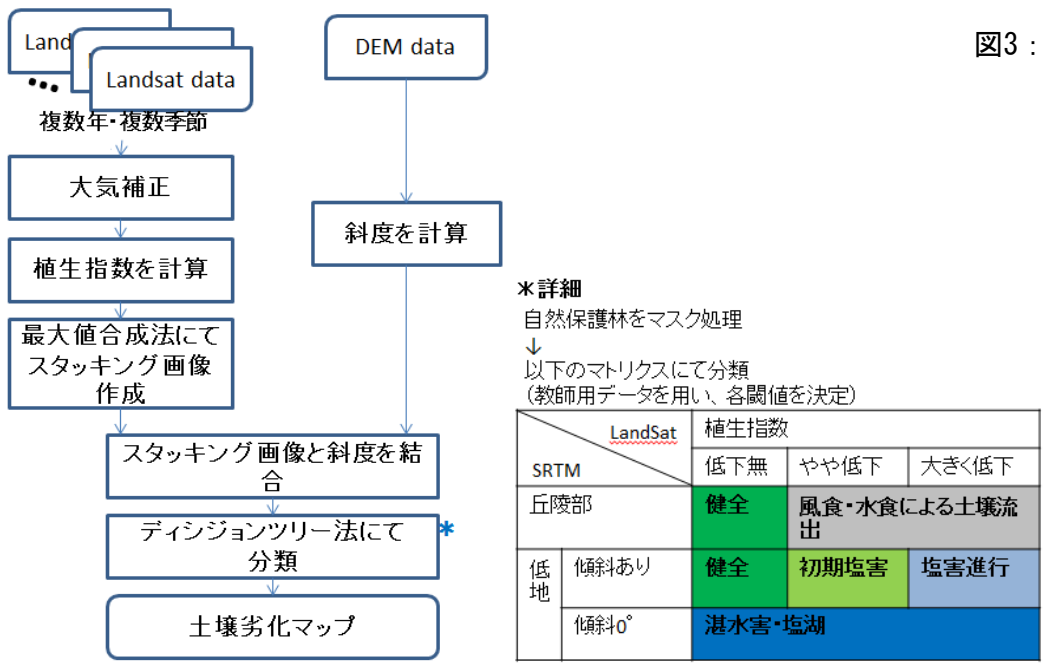 Land
Landsat data
•••
複数年・複数季節
大気補正
植生指数を計算
最大値合成法にて
スタッキング画像
作成
DEM data
斜度を計算
スタッキング画像と斜度を結
合
ディシジョンツリー法にて
分類
*
土壌劣化マップ
図3：
*詳細
自然保護林をマスク処理
↓
以下のマトリクスにて分類
(教師用データを用い、各閾値を決定)
LandSat
SRTM
植生指数
低下無
やや低下
大きく低下
丘陵部
健全
風食・水食による土壌流
出
低
地
傾斜あり
健全
初期塩害
塩害進行
傾斜0°
湛水害・塩湖